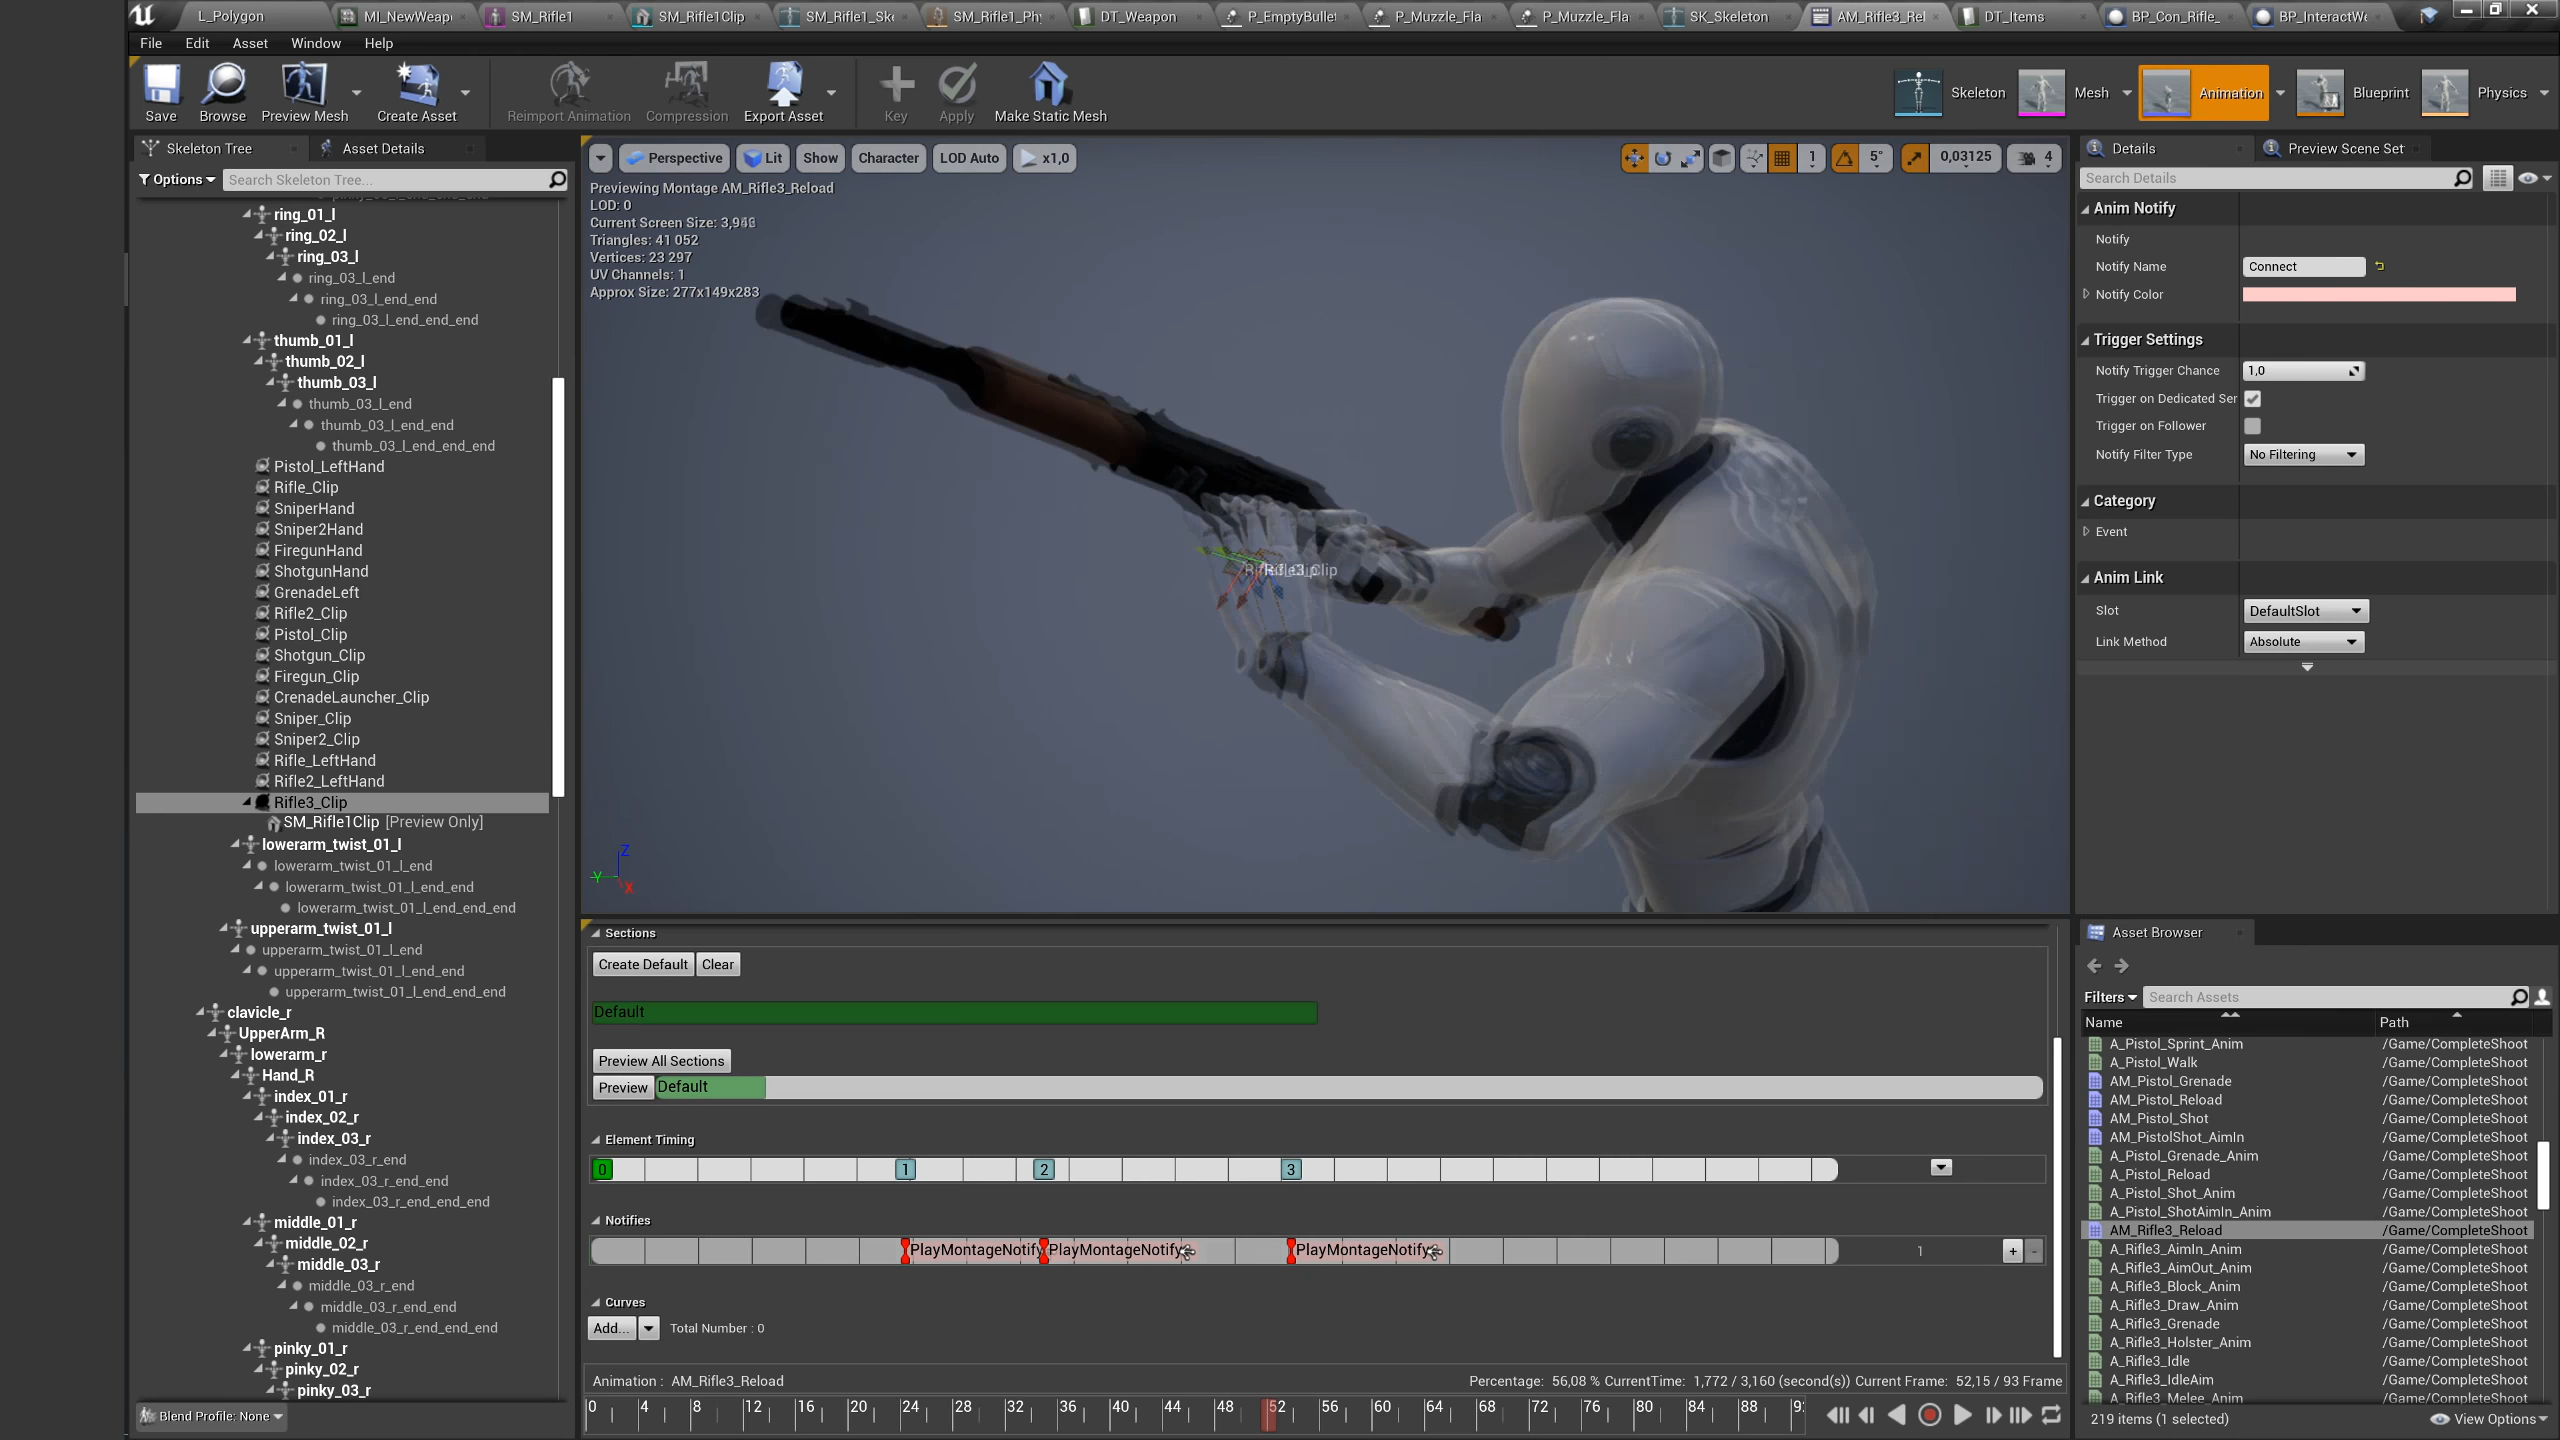 L_Polygon
MI_NewWeap
SM_Rifle1
SM_Rifle1Clip
SM_Rifle1_Ske
SM_Rifle1_Phy
DT_Weapon
P_EmptyBulle
P_Muzzle_Fla
P_Muzzle_Fla
SK_Skeleton
AM_Rifle3_Rel
DT_Items
BP_Con_Rifle_
BP_InteractWe
File Edit Asset Window Help
Save
Browse
Preview Mesh
Create Asset
Reimport Animation
Compression
Export Asset
Key
Apply
Make Static Mesh
Skeleton
Mesh
Animation
Blueprint
Physics
Skeleton Tree
Asset Details
Options
Search Skeleton Tree...
ring_01_l
ring_02_l
ring_03_l
ring_03_l_end
ring_03_l_end_end
ring_03_l_end_end_end
thumb_01_l
thumb_02_l
thumb_03_l
thumb_03_l_end
thumb_03_l_end_end
thumb_03_l_end_end_end
Pistol_LeftHand
Rifle_Clip
SniperHand
Sniper2Hand
FiregunHand
ShotgunHand
GrenadeLeft
Rifle2_Clip
Pistol_Clip
Shotgun_Clip
Firegun_Clip
CrenadeLauncher_Clip
Sniper_Clip
Sniper2_Clip
Rifle_LeftHand
Rifle2_LeftHand
Rifle3_Clip
SM_Rifle1Clip [Preview Only]
lowerarm_twist_01_l
lowerarm_twist_01_l_end
lowerarm_twist_01_l_end_end
lowerarm_twist_01_l_end_end_end
upperarm_twist_01_l
upperarm_twist_01_l_end
upperarm_twist_01_l_end_end
upperarm_twist_01_l_end_end_end
clavicle_r
UpperArm_R
lowerarm_r
Hand_R
index_01_r
index_02_r
index_03_r
index_03_r_end
index_03_r_end_end
index_03_r_end_end_end
middle_01_r
middle_02_r
middle_03_r
middle_03_r_end
middle_03_r_end_end
middle_03_r_end_end_end
pinky_01_r
pinky_02_r
pinky_03_r
Blend Profile: None
Perspective
Lit
Show
Character
LOD Auto
x1,0
1
5°
0,03125
4
Previewing Montage AM_Rifle3_Reload
LOD: 0
Current Screen Size:
Triangles: 41 052
Vertices: 23 297
UV Channels: 1
Approx Size: 277x149x283
Z
Y
X
Sections
Create Default
Clear
Default
Preview All Sections
Preview
Default
Element Timing
0 1 2 3
Notifies
PlayMontageNotify
PlayMontageNotify
PlayMontageNotify
1
+
-
Curves
Add...
Total Number : 0
Animation : AM_Rifle3_Reload
Percentage: 56,08 % CurrentTime: 1,772 / 3,160 (second(s)) Current Frame: 52,15 / 93 Frame
0 4 8 12 16 20 24 28 32 36 40 44 48 52 56 60 64 68 72 76 80 84 88
Details
Preview Scene Set
Search Details
Anim Notify
Notify
Notify Name
Connect
Notify Color
Trigger Settings
Notify Trigger Chance
1,0
Trigger on Dedicated Ser
Trigger on Follower
Notify Filter Type
No Filtering
Category
Event
Anim Link
Slot
DefaultSlot
Link Method
Absolute
Asset Browser
Filters
Search Assets
Name
Path
A_Pistol_Sprint_Anim /Game/CompleteShoot
A_Pistol_Walk /Game/CompleteShoot
AM_Pistol_Grenade /Game/CompleteShoot
AM_Pistol_Reload /Game/CompleteShoot
AM_Pistol_Shot /Game/CompleteShoot
AM_PistolShot_AimIn /Game/CompleteShoot
A_Pistol_Grenade_Anim /Game/CompleteShoot
A_Pistol_Reload /Game/CompleteShoot
A_Pistol_Shot_Anim /Game/CompleteShoot
A_Pistol_ShotAimIn_Anim /Game/CompleteShoot
AM_Rifle3_Reload /Game/CompleteShoot
A_Rifle3_AimIn_Anim /Game/CompleteShoot
A_Rifle3_AimOut_Anim /Game/CompleteShoot
A_Rifle3_Block_Anim /Game/CompleteShoot
A_Rifle3_Draw_Anim /Game/CompleteShoot
A_Rifle3_Grenade /Game/CompleteShoot
A_Rifle3_Holster_Anim /Game/CompleteShoot
A_Rifle3_Idle /Game/CompleteShoot
A_Rifle3_IdleAim /Game/CompleteShoot
A_Rifle3_Melee_Anim /Game/CompleteShoot
219 items (1 selected)
View Options